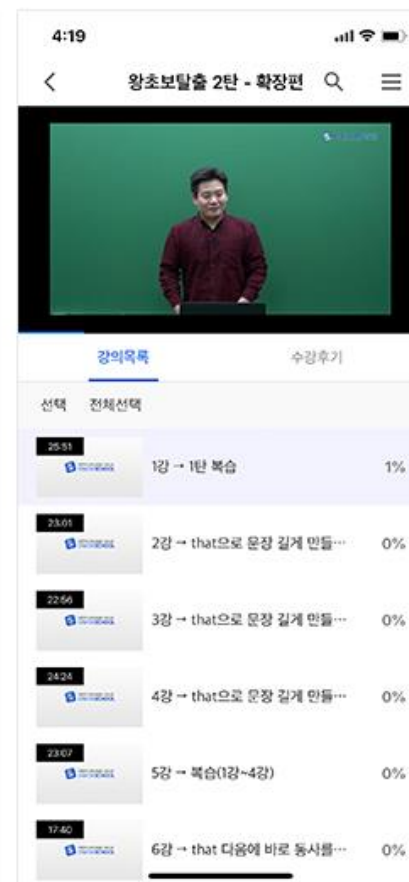 4:19
왕초보탈출 2탄 - 확장편
강의목록 수강후기
선택 전체선택
25:51
1강 → 1탄 복습 1%
23:01
2강 → that으로 문장 길게 만들… 0%
22:56
3강 → that으로 문장 길게 만들… 0%
24:24
4강 → that으로 문장 길게 만들… 0%
23:07
5강 → 복습(1강~4강) 0%
17:40
6강 → that 다음에 바로 동사를… 0%